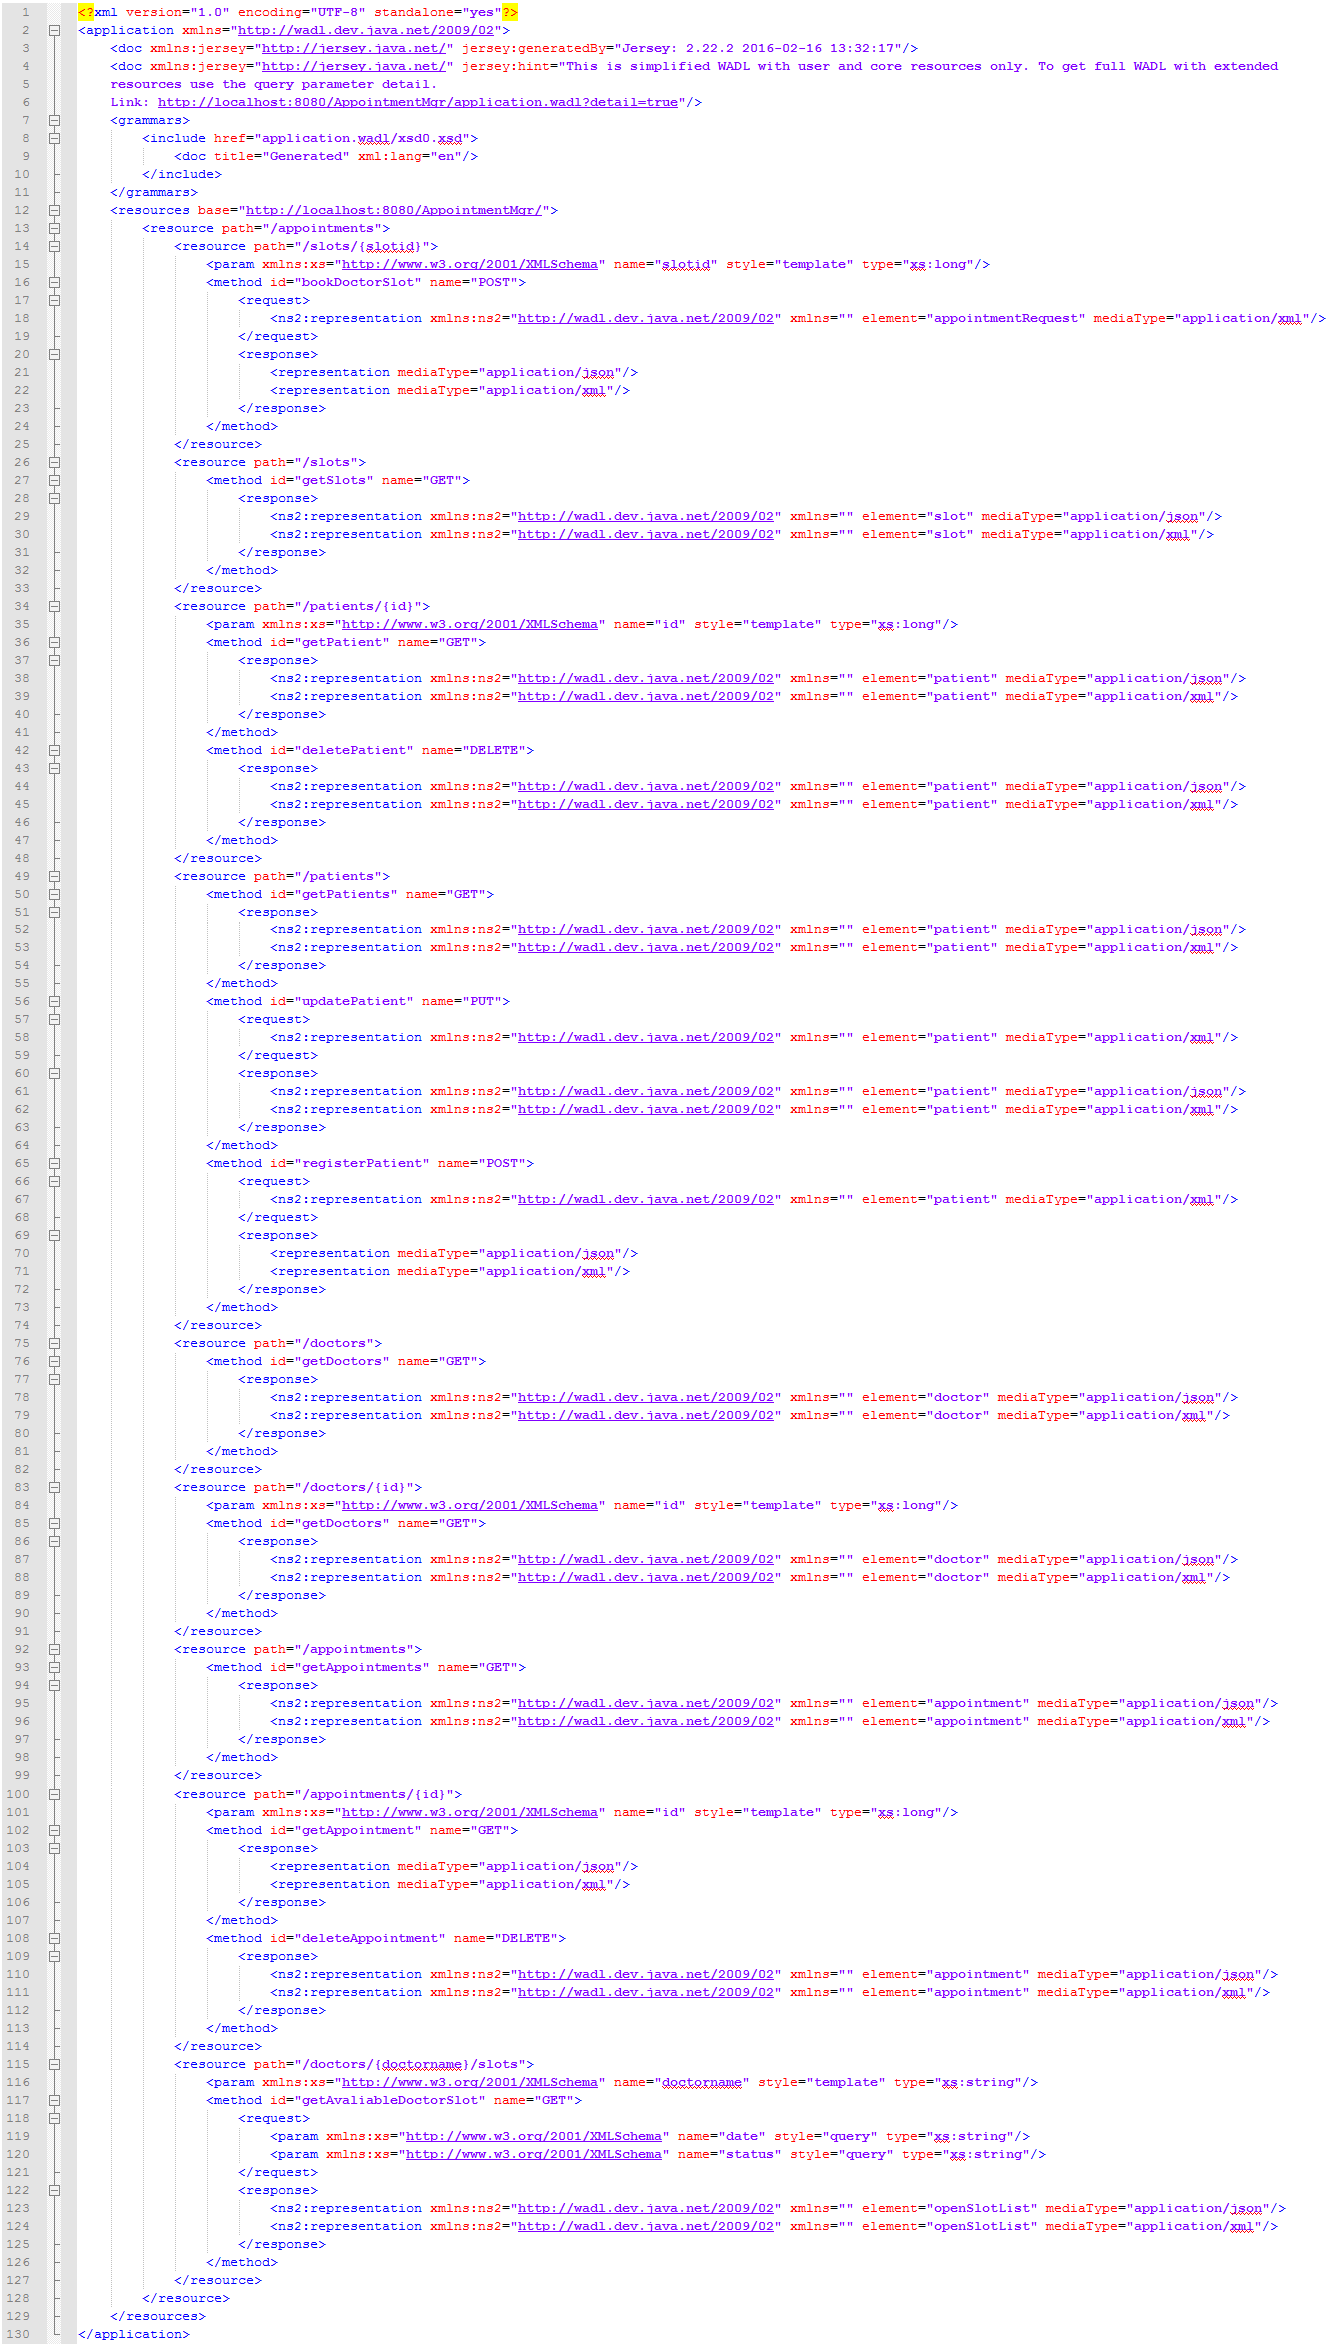 1 <?xml version="1.0" encoding="UTF-8" standalone="yes"?>
2 <application xmlns="http://wadl.dev.java.net/2009/02">
3 <doc xmlns:jersey="http://jersey.java.net/" jersey:generatedBy="Jersey: 2.22.2 2016-02-16 13:32:17"/>
4 <doc xmlns:jersey="http://jersey.java.net/" jersey:hint="This is simplified WADL with user and core resources only. To get full WADL with extended
5 resources use the query parameter detail.
6 Link: http://localhost:8080/AppointmentMgr/application.wadl?detail=true"/>
7 <grammars>
8 <include href="application.wadl/xsd0.xsd">
9 <doc title="Generated" xml:lang="en"/>
10 </include>
11 </grammars>
12 <resources base="http://localhost:8080/AppointmentMgr/">
13 <resource path="/appointments">
14 <resource path="/slots/{slotid}">
15 <param xmlns:xs="http://www.w3.org/2001/XMLSchema" name="slotid" style="template" type="xs:long"/>
16 <method id="bookDoctorSlot" name="POST">
17 <request>
18 <ns2:representation xmlns:ns2="http://wadl.dev.java.net/2009/02" xmlns="" element="appointmentRequest" mediaType="application/xml"/>
19 </request>
20 <response>
21 <representation mediaType="application/json"/>
22 <representation mediaType="application/xml"/>
23 </response>
24 </method>
25 </resource>
26 <resource path="/slots">
27 <method id="getSlots" name="GET">
28 <response>
29 <ns2:representation xmlns:ns2="http://wadl.dev.java.net/2009/02" xmlns="" element="slot" mediaType="application/json"/>
30 <ns2:representation xmlns:ns2="http://wadl.dev.java.net/2009/02" xmlns="" element="slot" mediaType="application/xml"/>
31 </response>
32 </method>
33 </resource>
34 <resource path="/patients/{id}">
35 <param xmlns:xs="http://www.w3.org/2001/XMLSchema" name="id" style="template" type="xs:long"/>
36 <method id="getPatient" name="GET">
37 <response>
38 <ns2:representation xmlns:ns2="http://wadl.dev.java.net/2009/02" xmlns="" element="patient" mediaType="application/json"/>
39 <ns2:representation xmlns:ns2="http://wadl.dev.java.net/2009/02" xmlns="" element="patient" mediaType="application/xml"/>
40 </response>
41 </method>
42 <method id="deletePatient" name="DELETE">
43 <response>
44 <ns2:representation xmlns:ns2="http://wadl.dev.java.net/2009/02" xmlns="" element="patient" mediaType="application/json"/>
45 <ns2:representation xmlns:ns2="http://wadl.dev.java.net/2009/02" xmlns="" element="patient" mediaType="application/xml"/>
46 </response>
47 </method>
48 </resource>
49 <resource path="/patients">
50 <method id="getPatients" name="GET">
51 <response>
52 <ns2:representation xmlns:ns2="http://wadl.dev.java.net/2009/02" xmlns="" element="patient" mediaType="application/json"/>
53 <ns2:representation xmlns:ns2="http://wadl.dev.java.net/2009/02" xmlns="" element="patient" mediaType="application/xml"/>
54 </response>
55 </method>
56 <method id="updatePatient" name="PUT">
57 <request>
58 <ns2:representation xmlns:ns2="http://wadl.dev.java.net/2009/02" xmlns="" element="patient" mediaType="application/xml"/>
59 </request>
60 <response>
61 <ns2:representation xmlns:ns2="http://wadl.dev.java.net/2009/02" xmlns="" element="patient" mediaType="application/json"/>
62 <ns2:representation xmlns:ns2="http://wadl.dev.java.net/2009/02" xmlns="" element="patient" mediaType="application/xml"/>
63 </response>
64 </method>
65 <method id="registerPatient" name="POST">
66 <request>
67 <ns2:representation xmlns:ns2="http://wadl.dev.java.net/2009/02" xmlns="" element="patient" mediaType="application/xml"/>
68 </request>
69 <response>
70 <representation mediaType="application/json"/>
71 <representation mediaType="application/xml"/>
72 </response>
73 </method>
74 </resource>
75 <resource path="/doctors">
76 <method id="getDoctors" name="GET">
77 <response>
78 <ns2:representation xmlns:ns2="http://wadl.dev.java.net/2009/02" xmlns="" element="doctor" mediaType="application/json"/>
79 <ns2:representation xmlns:ns2="http://wadl.dev.java.net/2009/02" xmlns="" element="doctor" mediaType="application/xml"/>
80 </response>
81 </method>
82 </resource>
83 <resource path="/doctors/{id}">
84 <param xmlns:xs="http://www.w3.org/2001/XMLSchema" name="id" style="template" type="xs:long"/>
85 <method id="getDoctors" name="GET">
86 <response>
87 <ns2:representation xmlns:ns2="http://wadl.dev.java.net/2009/02" xmlns="" element="doctor" mediaType="application/json"/>
88 <ns2:representation xmlns:ns2="http://wadl.dev.java.net/2009/02" xmlns="" element="doctor" mediaType="application/xml"/>
89 </response>
90 </method>
91 </resource>
92 <resource path="/appointments">
93 <method id="getAppointments" name="GET">
94 <response>
95 <ns2:representation xmlns:ns2="http://wadl.dev.java.net/2009/02" xmlns="" element="appointment" mediaType="application/json"/>
96 <ns2:representation xmlns:ns2="http://wadl.dev.java.net/2009/02" xmlns="" element="appointment" mediaType="application/xml"/>
97 </response>
98 </method>
99 </resource>
100 <resource path="/appointments/{id}">
101 <param xmlns:xs="http://www.w3.org/2001/XMLSchema" name="id" style="template" type="xs:long"/>
102 <method id="getAppointment" name="GET">
103 <response>
104 <representation mediaType="application/json"/>
105 <representation mediaType="application/xml"/>
106 </response>
107 </method>
108 <method id="deleteAppointment" name="DELETE">
109 <response>
110 <ns2:representation xmlns:ns2="http://wadl.dev.java.net/2009/02" xmlns="" element="appointment" mediaType="application/json"/>
111 <ns2:representation xmlns:ns2="http://wadl.dev.java.net/2009/02" xmlns="" element="appointment" mediaType="application/xml"/>
112 </response>
113 </method>
114 </resource>
115 <resource path="/doctors/{doctorname}/slots">
116 <param xmlns:xs="http://www.w3.org/2001/XMLSchema" name="doctorname" style="template" type="xs:string"/>
117 <method id="getAvaliableDoctorSlot" name="GET">
118 <request>
119 <param xmlns:xs="http://www.w3.org/2001/XMLSchema" name="date" style="query" type="xs:string"/>
120 <param xmlns:xs="http://www.w3.org/2001/XMLSchema" name="status" style="query" type="xs:string"/>
121 </request>
122 <response>
123 <ns2:representation xmlns:ns2="http://wadl.dev.java.net/2009/02" xmlns="" element="openSlotList" mediaType="application/json"/>
124 <ns2:representation xmlns:ns2="http://wadl.dev.java.net/2009/02" xmlns="" element="openSlotList" mediaType="application/xml"/>
125 </response>
126 </method>
127 </resource>
128 </resource>
129 </resources>
130 </application>